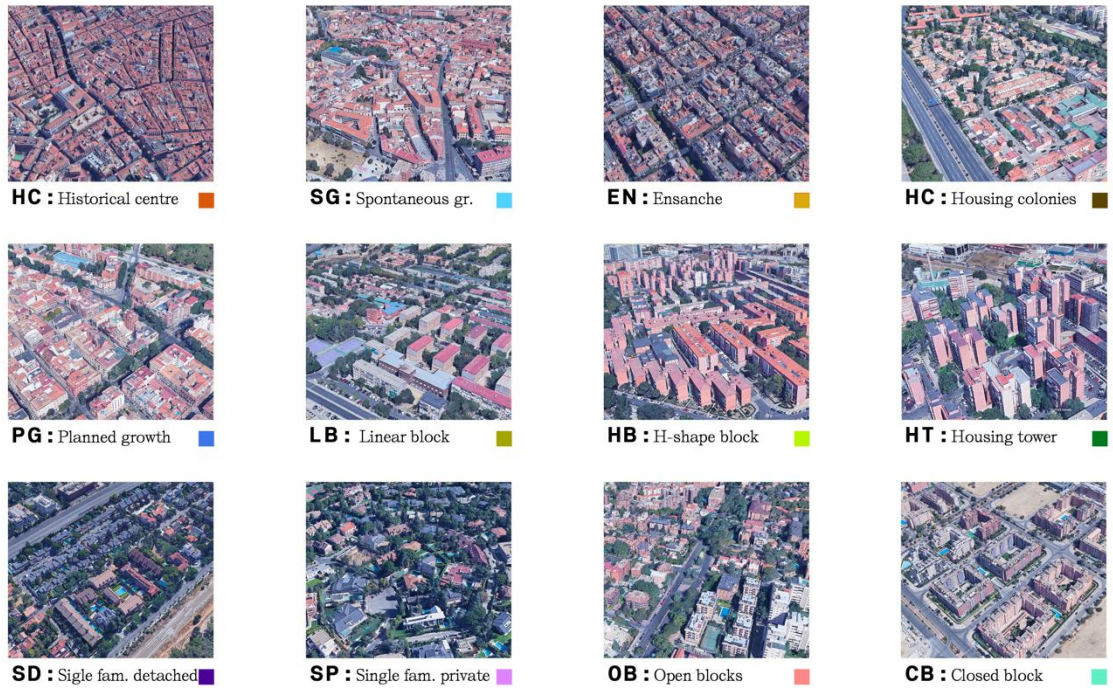 HC: Historical centre
SG: Spontaneous gr.
EN: Ensanche
HC: Housing colonies
PG: Planned growth
LB: Linear block
HB: H-shape block
HT: Housing tower
SD: Sigle fam. detached
SP: Single fam. private
OB: Open blocks
CB: Closed block